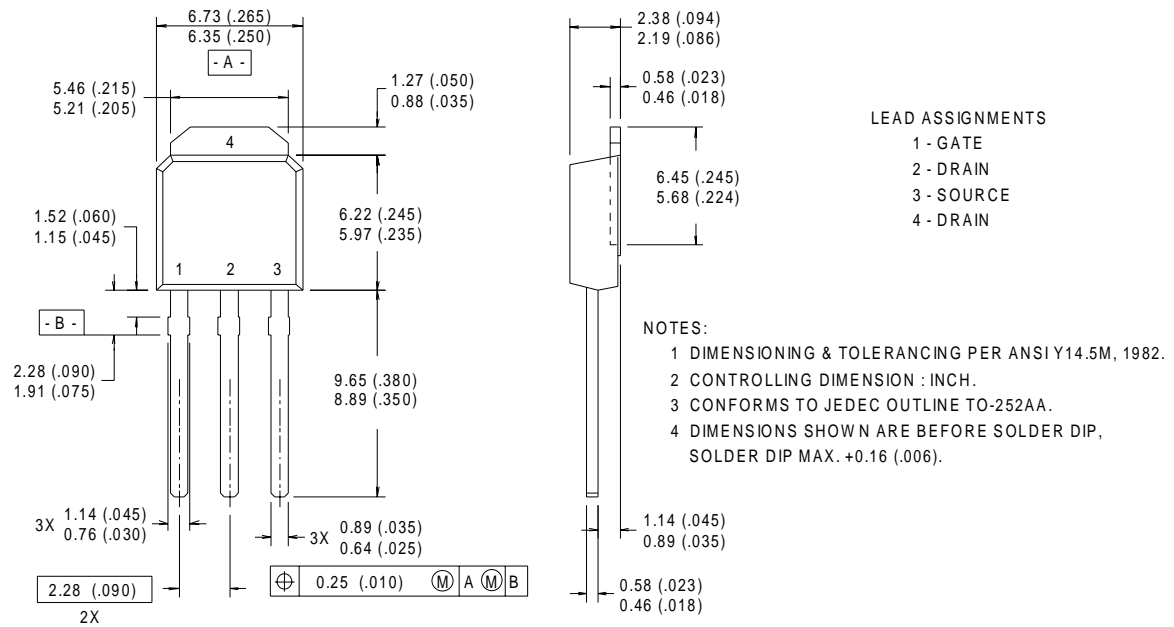 6.73 (.265)
6.35 (.250)
- A -
5.46 (.215)
5.21 (.205)
1.27 (.050)
0.88 (.035)
4
6.22 (.245)
5.97 (.235)
1.52 (.060)
1.15 (.045)
1 2 3
- B -
2.28 (.090)
1.91 (.075)
9.65 (.380)
8.89 (.350)
3X 1.14 (.045)
0.76 (.030)
3X 0.89 (.035)
0.64 (.025)
2.28 (.090)
2X
⌖ 0.25 (.010) Ⓜ A Ⓜ B
2.38 (.094)
2.19 (.086)
0.58 (.023)
0.46 (.018)
6.45 (.245)
5.68 (.224)
1.14 (.045)
0.89 (.035)
0.58 (.023)
0.46 (.018)
LEAD ASSIGNMENTS
1 - GATE
2 - DRAIN
3 - SOURCE
4 - DRAIN
NOTES:
1 DIMENSIONING & TOLERANCING PER ANSI Y14.5M, 1982.
2 CONTROLLING DIMENSION : INCH.
3 CONFORMS TO JEDEC OUTLINE TO-252AA.
4 DIMENSIONS SHOWN ARE BEFORE SOLDER DIP,
SOLDER DIP MAX. +0.16 (.006).